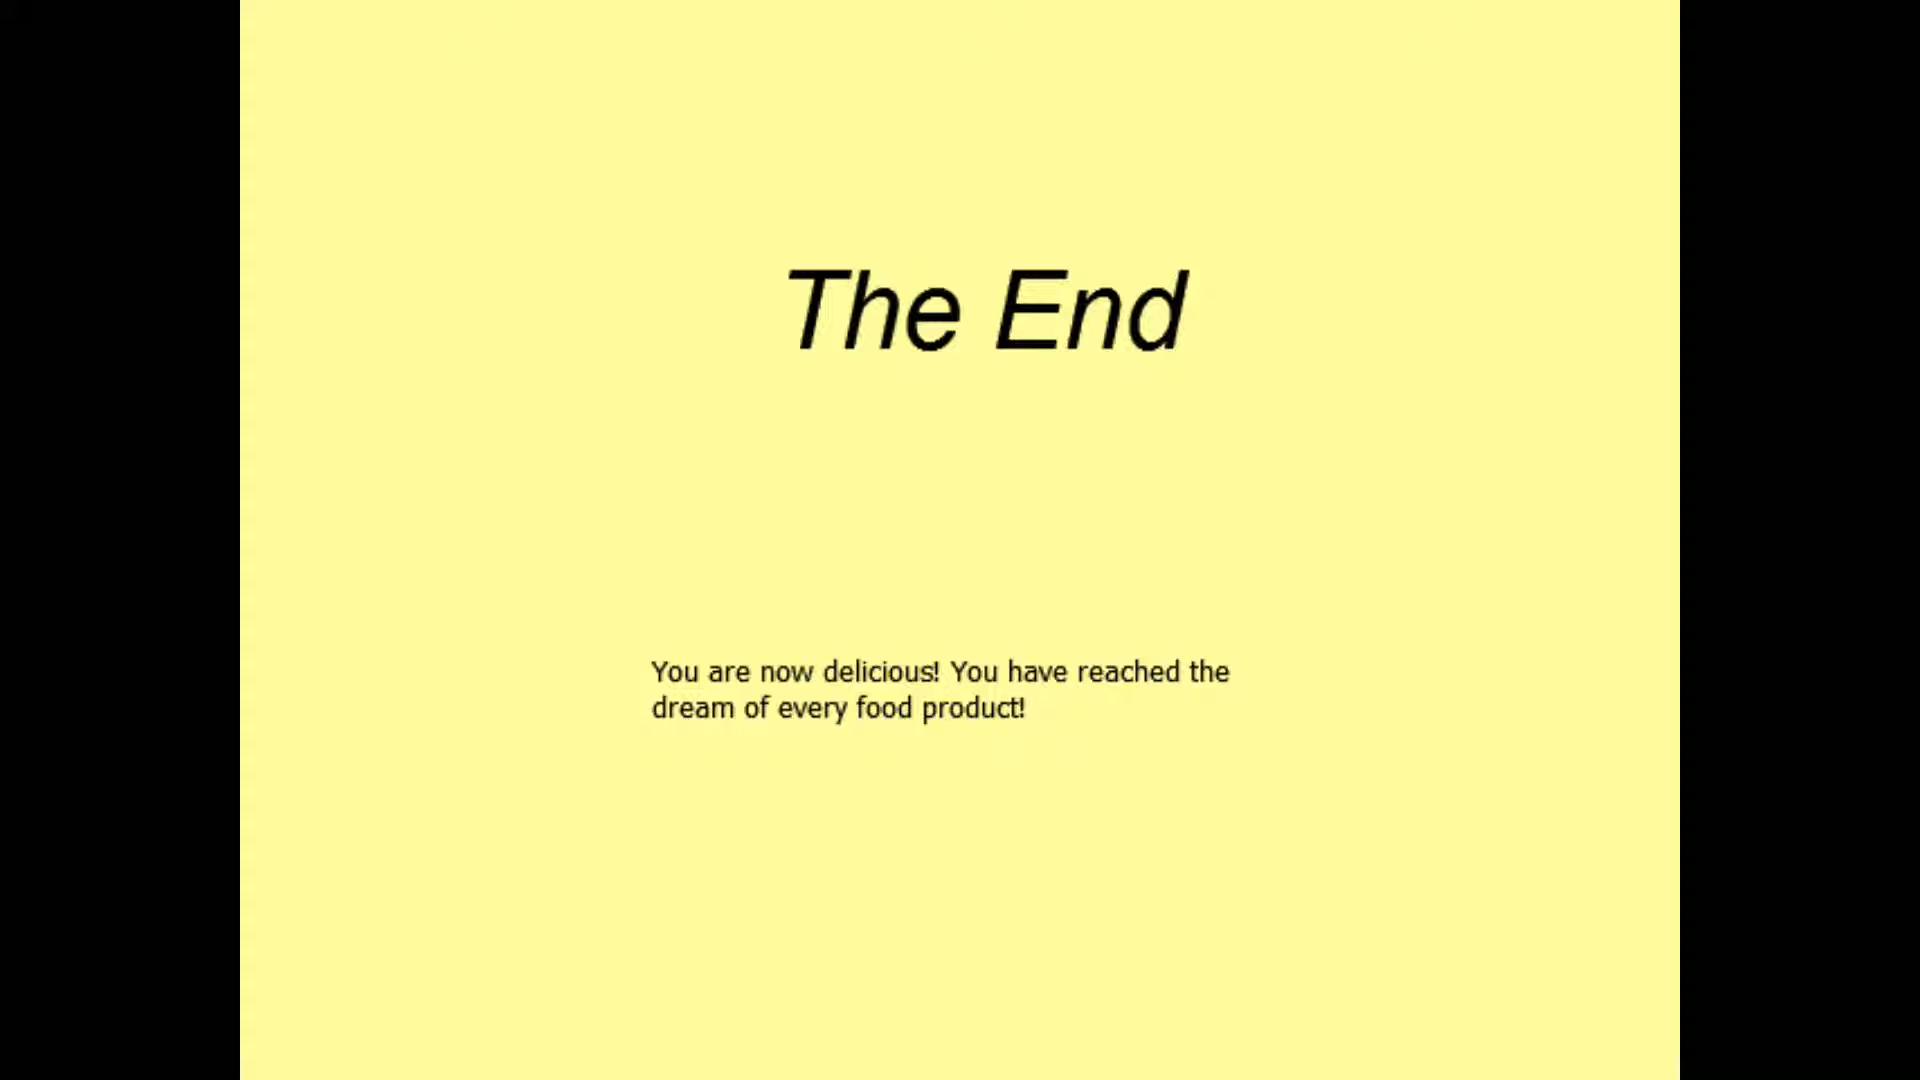 The End
You are now delicious! You have reached the
dream of every food product!